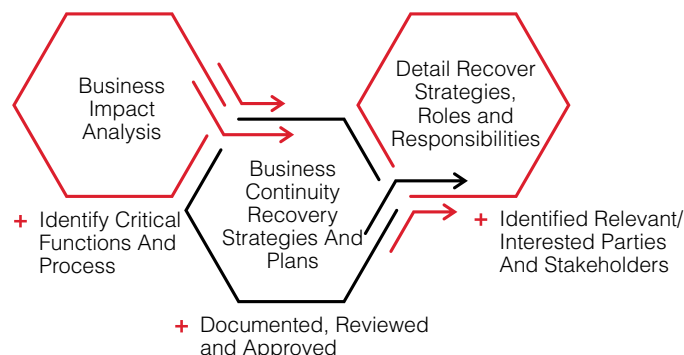 Business
Impact
Analysis
+ Identify Critical
Functions And
Process
Business
Continuity
Recovery
Strategies And
Plans
+ Documented, Reviewed
and Approved
Detail Recover
Strategies,
Roles and
Responsibilities
+ Identified Relevant/
Interested Parties
And Stakeholders